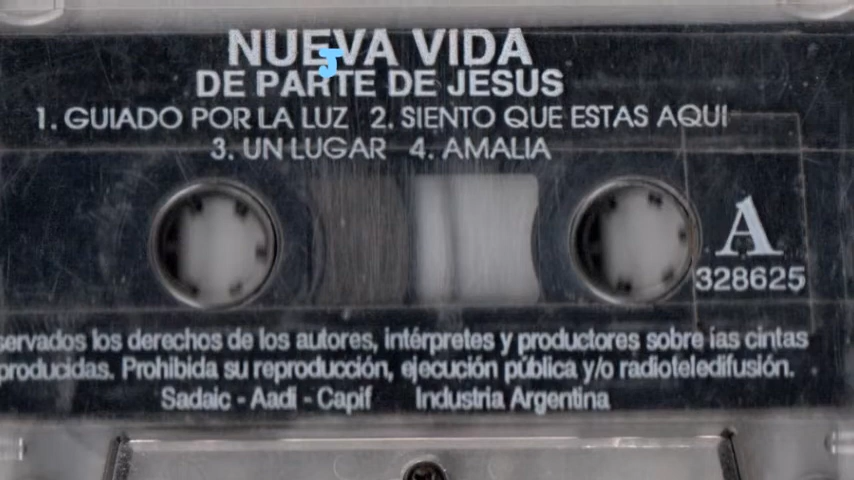 NUEVA VIDA
J
DE PARTE DE JESUS
1. GUIADO POR LA LUZ 2. SIENTO QUE ESTAS AQUI
3. UN LUGAR 4. AMALIA
A
328625
servados los derechos de los autores, intérpretes y productores sobre las cintas
producidas. Prohibida su reproducción, ejecución pública y/o radioteledifusión.
Sadaic - Aadi - Capif Industria Argentina